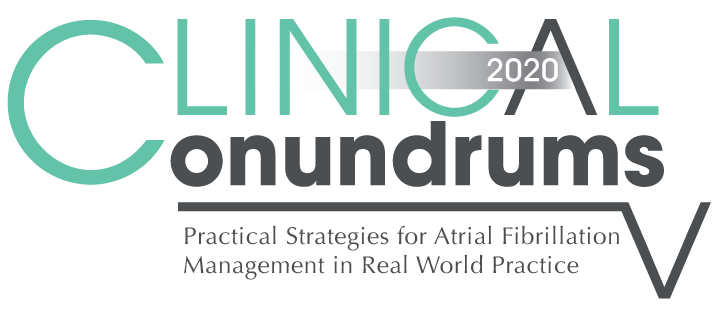 CLINICAL
2020
Conundrums
Practical Strategies for Atrial Fibrillation
Management in Real World Practice